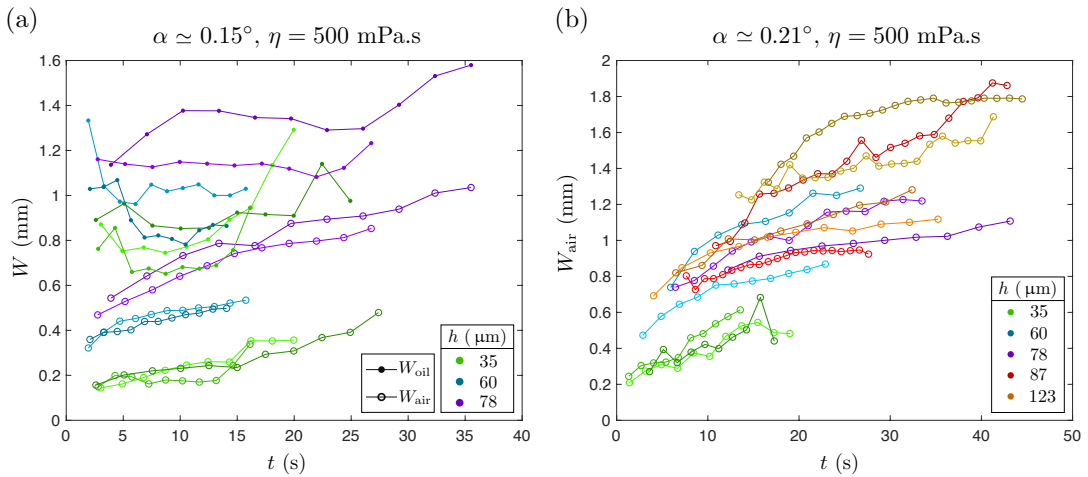 (a)
α ≃ 0.15°, η = 500 mPa.s
W (mm)
1.6
1.4
1.2
1
0.8
0.6
0.4
0.2
0
0 5 10 15 20 25 30 35 40
t (s)
W_oil
W_air
h (μm)
35
60
78
(b)
α ≃ 0.21°, η = 500 mPa.s
W_air (mm)
2
1.8
1.6
1.4
1.2
1
0.8
0.6
0.4
0.2
0
0 10 20 30 40 50
t (s)
h (μm)
35
60
78
87
123